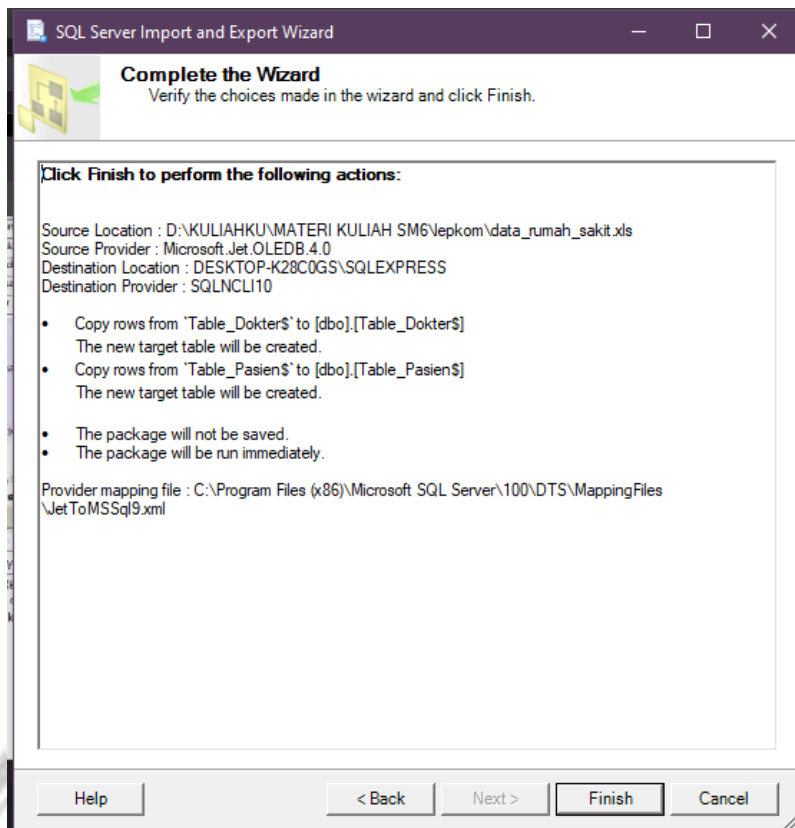 SQL Server Import and Export Wizard
Complete the Wizard
Verify the choices made in the wizard and click Finish.
Click Finish to perform the following actions:
Source Location : D:\KULIAHKU\MATERI KULIAH SM6\lepkom\data_rumah_sakit.xls
Source Provider : Microsoft.Jet.OLEDB.4.0
Destination Location : DESKTOP-K28C0GS\SQLEXPRESS
Destination Provider : SQLNCLI10
• Copy rows from `Table_Dokter$` to [dbo].[Table_Dokter$]
The new target table will be created.
• Copy rows from `Table_Pasien$` to [dbo].[Table_Pasien$]
The new target table will be created.
• The package will not be saved.
• The package will be run immediately.
Provider mapping file : C:\Program Files (x86)\Microsoft SQL Server\100\DTS\MappingFiles
\JetToMSSql9.xml
Help < Back Next > Finish Cancel